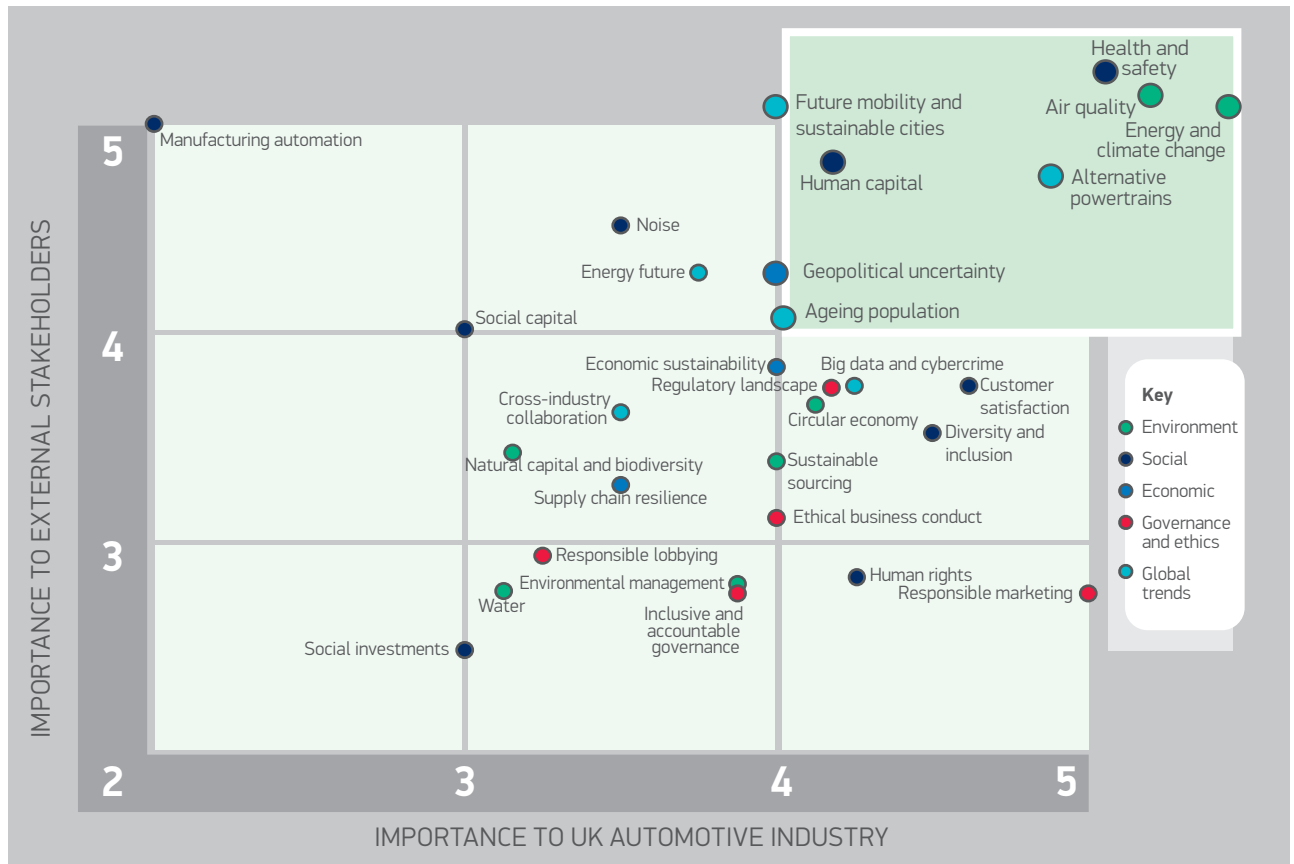 Health and
safety
Air quality
Energy and
climate change
Future mobility and
sustainable cities
Human capital
Alternative
powertrains
Manufacturing automation
5
Noise
Energy future
Geopolitical uncertainty
Ageing population
Social capital
4
Economic sustainability
Big data and cybercrime
Regulatory landscape
Customer
satisfaction
Cross-industry
collaboration
Circular economy
Diversity and
inclusion
Natural capital and biodiversity
Sustainable
sourcing
Supply chain resilience
Ethical business conduct
3
Responsible lobbying
Environmental management
Human rights
Responsible marketing
Water
Inclusive and
accountable
governance
Social investments
2
3
4
5
IMPORTANCE TO EXTERNAL STAKEHOLDERS
IMPORTANCE TO UK AUTOMOTIVE INDUSTRY
Key
Environment
Social
Economic
Governance
and ethics
Global
trends